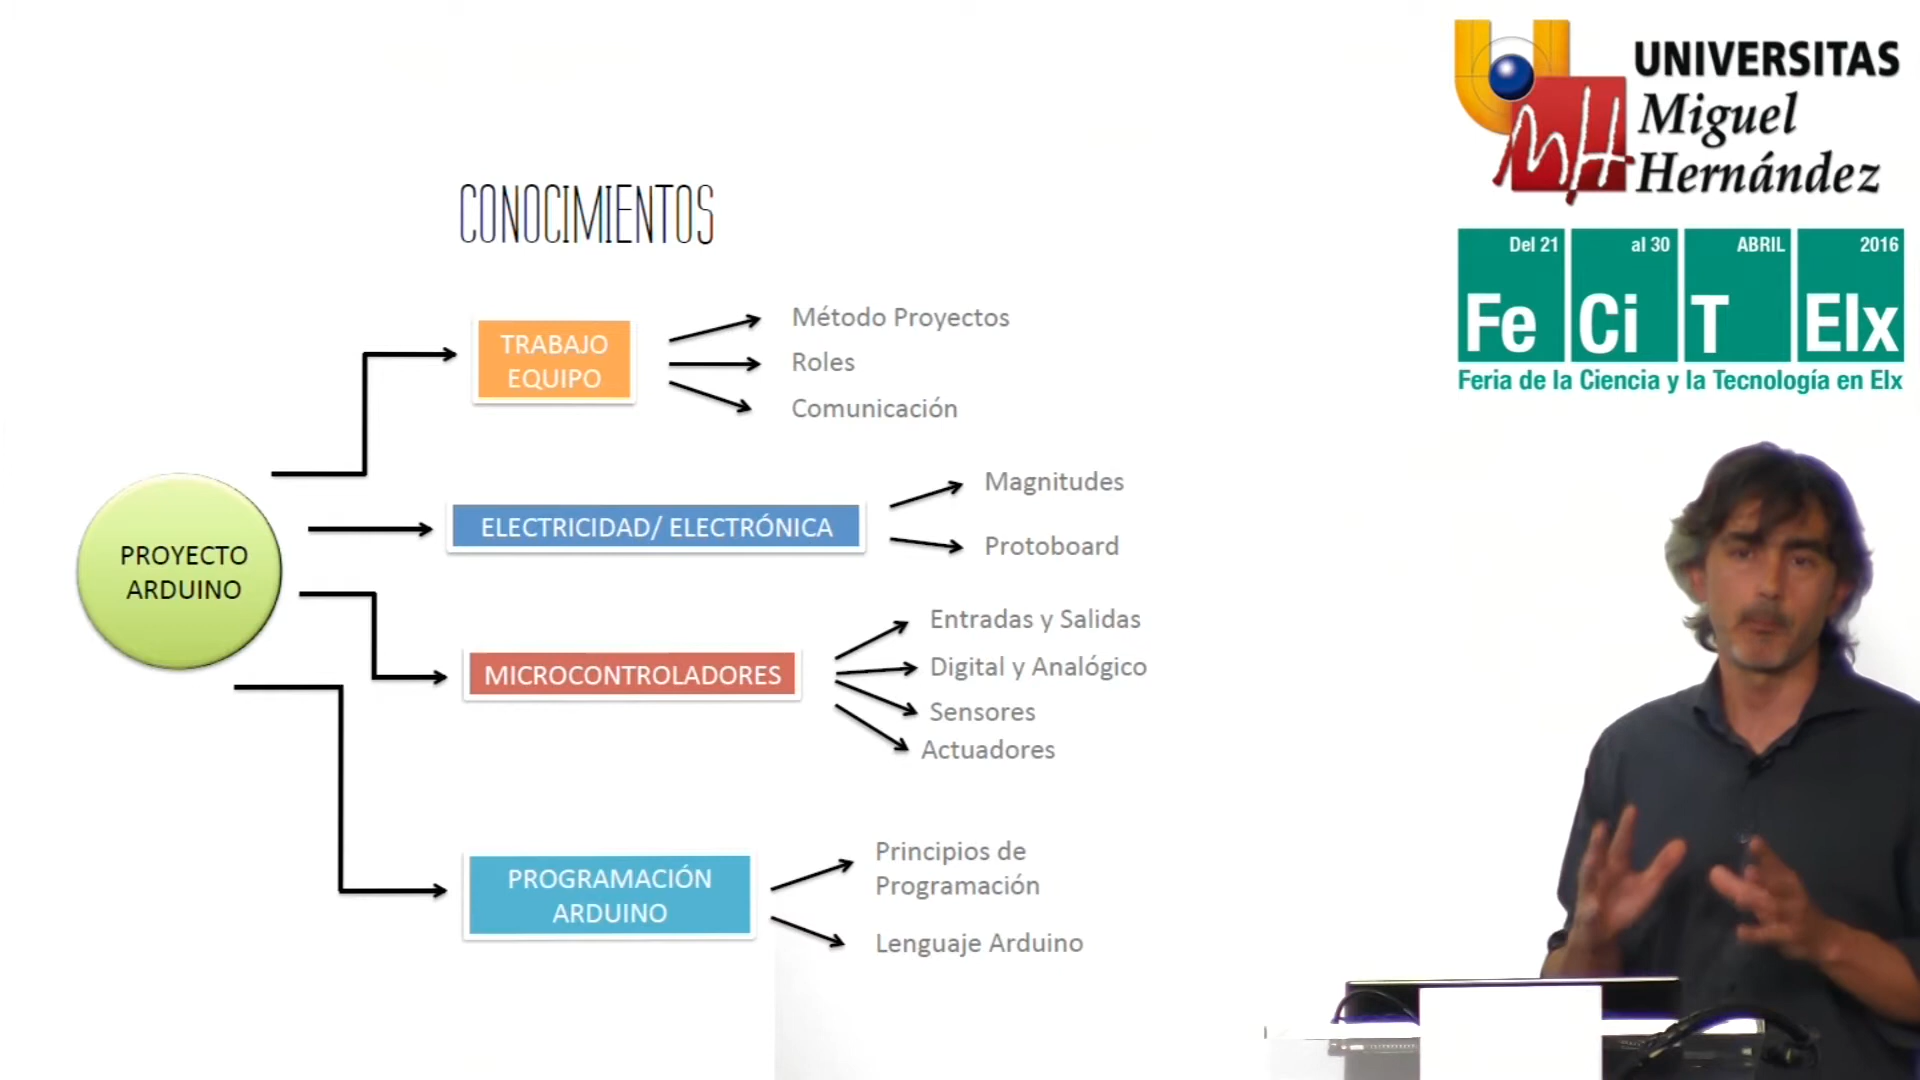 UNIVERSITAS
Miguel
Hernández
Del 21 al 30 ABRIL 2016
Fe Ci T Elx
Feria de la Ciencia y la Tecnología en Elx
CONOCIMIENTOS
PROYECTO
ARDUINO
TRABAJO
EQUIPO
Método Proyectos
Roles
Comunicación
ELECTRICIDAD/ ELECTRÓNICA
Magnitudes
Protoboard
MICROCONTROLADORES
Entradas y Salidas
Digital y Analógico
Sensores
Actuadores
PROGRAMACIÓN
ARDUINO
Principios de
Programación
Lenguaje Arduino